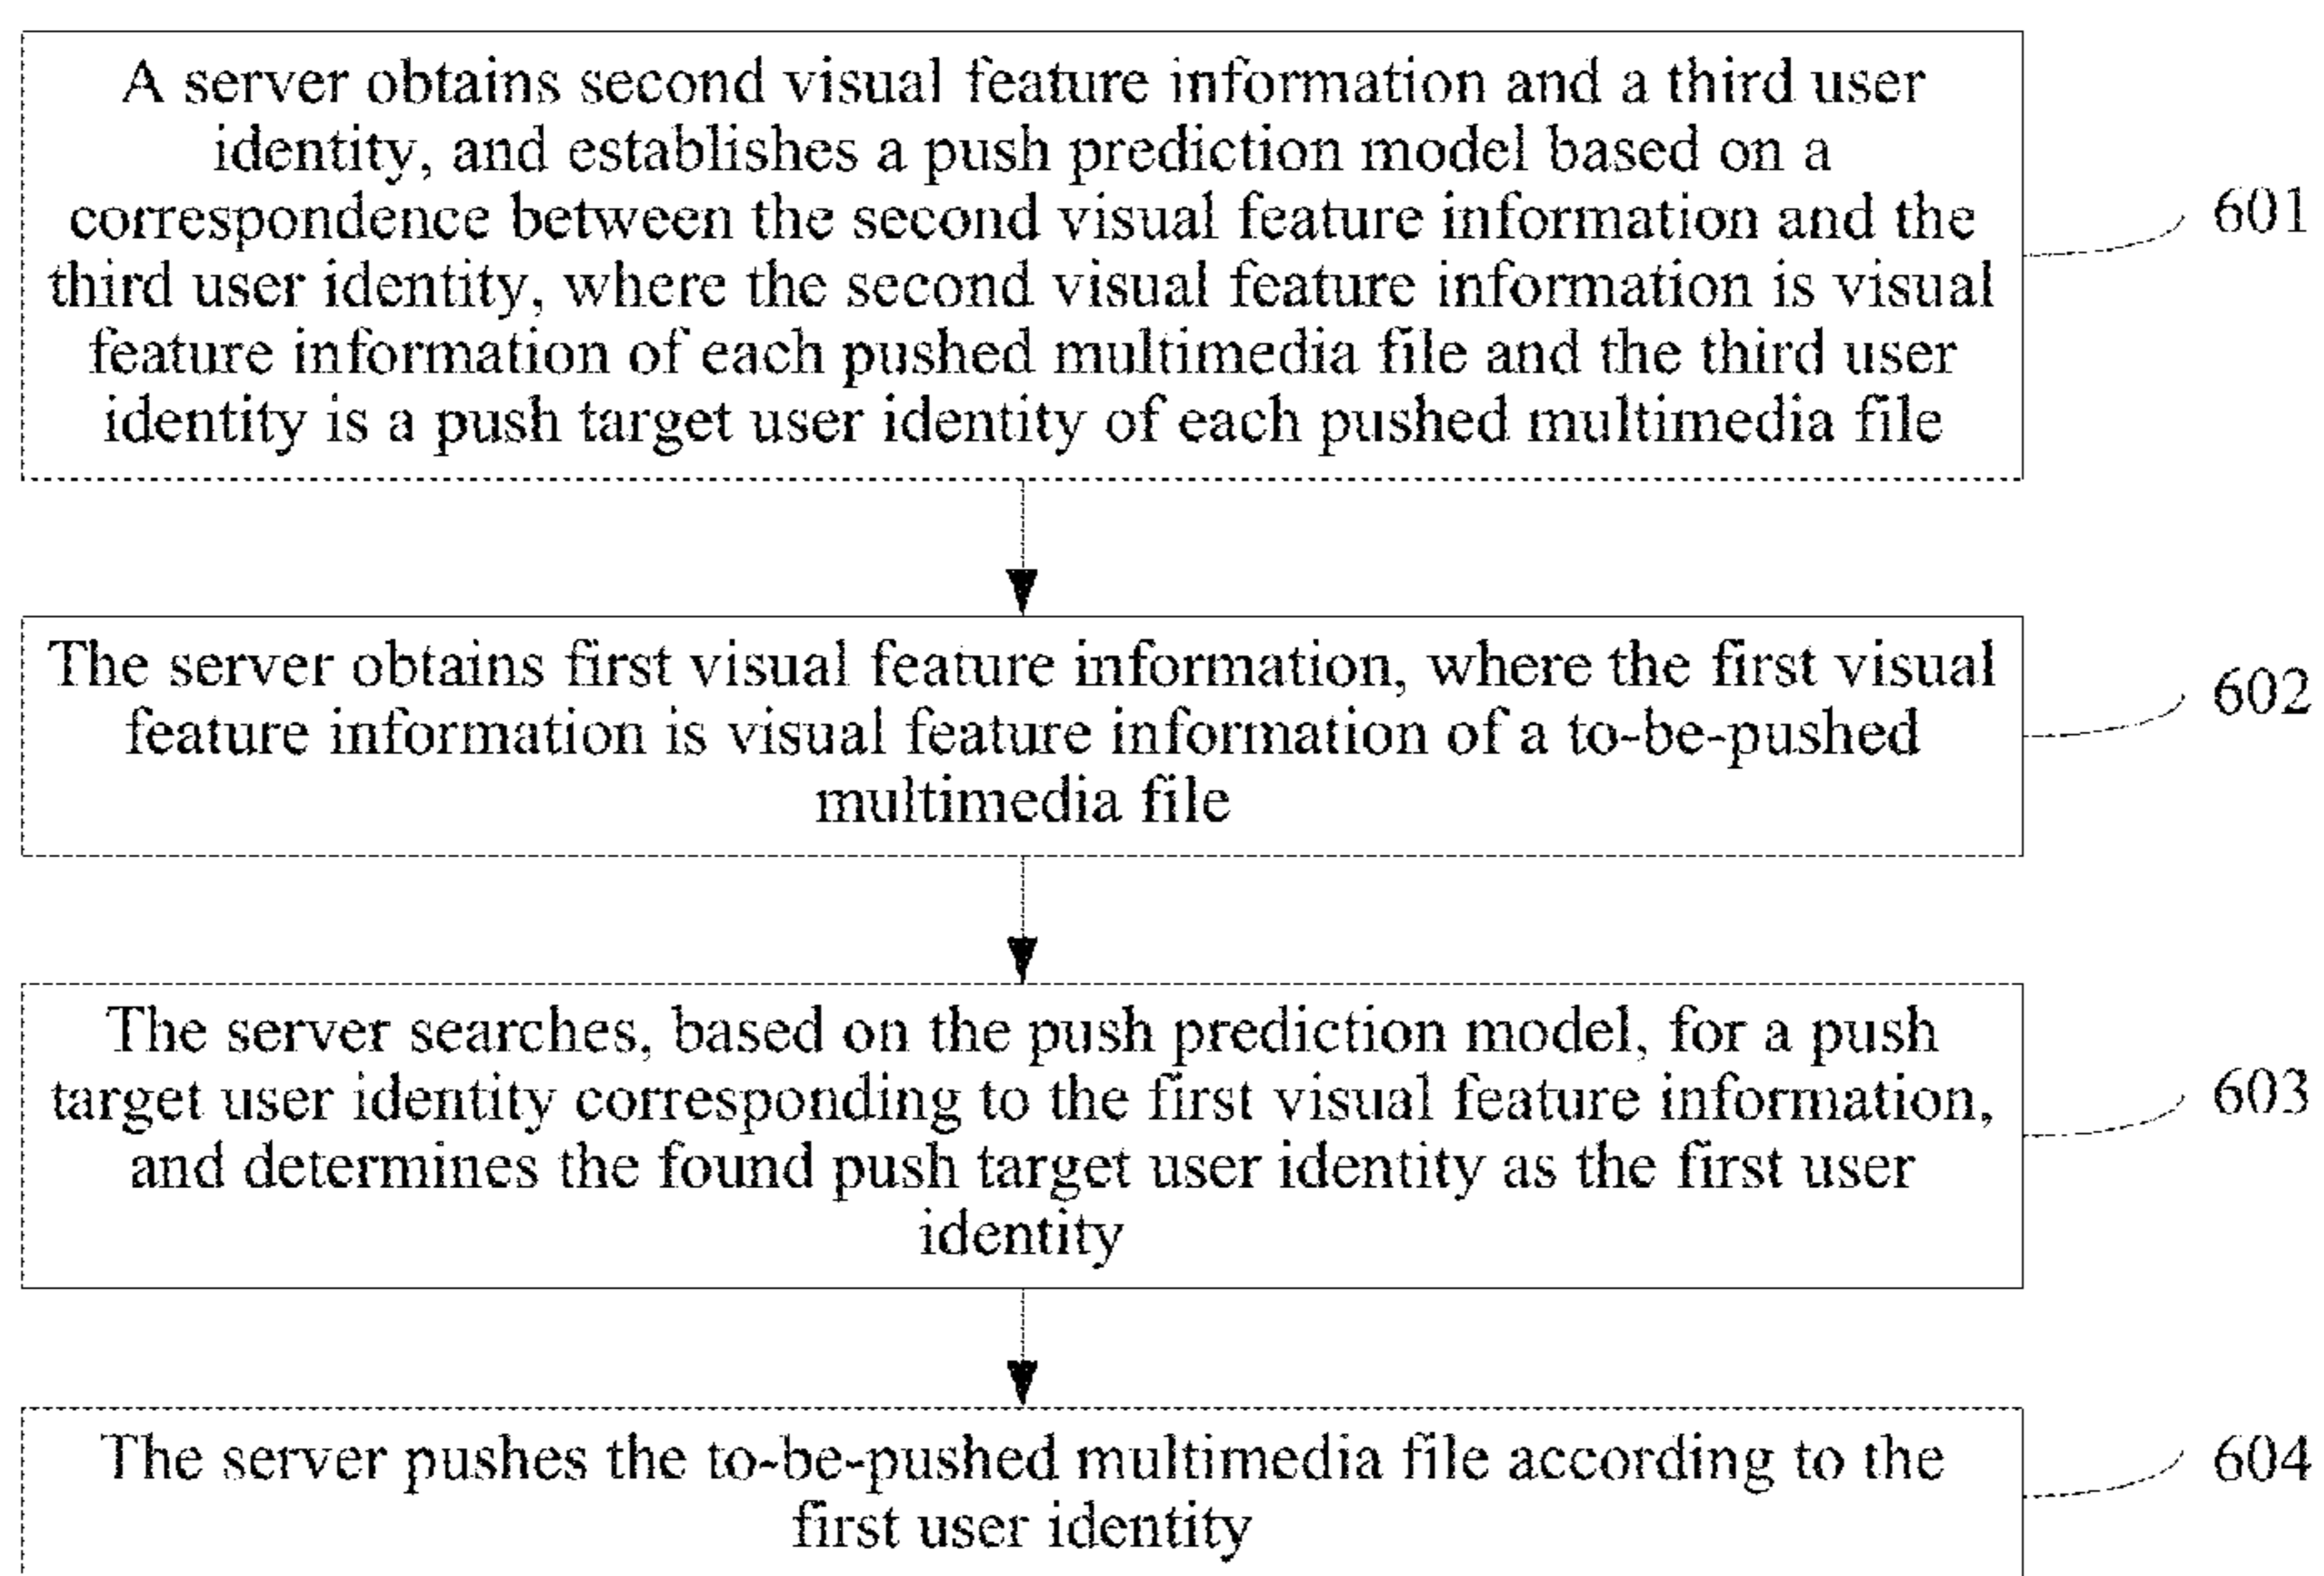 A server obtains second visual feature information and a third user
identity, and establishes a push prediction model based on a
correspondence between the second visual feature information and the
third user identity, where the second visual feature information is visual
feature information of each pushed multimedia file and the third user
identity is a push target user identity of each pushed multimedia file
601
The server obtains first visual feature information, where the first visual
feature information is visual feature information of a to-be-pushed
multimedia file
602
The server searches, based on the push prediction model, for a push
target user identity corresponding to the first visual feature information,
and determines the found push target user identity as the first user
identity
603
The server pushes the to-be-pushed multimedia file according to the
first user identity
604